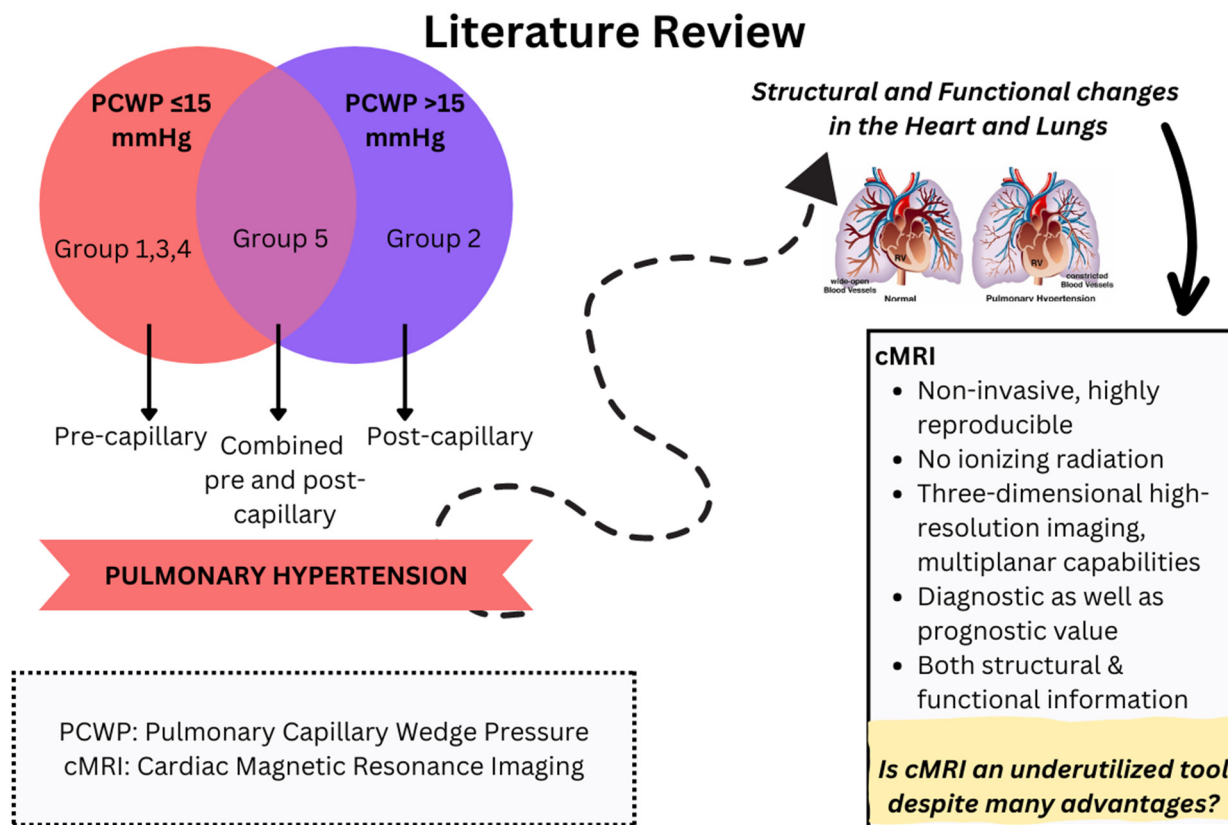 Literature Review
PCWP ≤15
mmHg
PCWP >15
mmHg
Group 1,3,4
Group 5
Group 2
Pre-capillary
Combined
pre and post-
capillary
Post-capillary
PULMONARY HYPERTENSION
PCWP: Pulmonary Capillary Wedge Pressure
cMRI: Cardiac Magnetic Resonance Imaging
Structural and Functional changes
in the Heart and Lungs
RV
wide-open
Blood Vessels
Normal
RV
constricted
Blood Vessels
Pulmonary Hypertension
cMRI
• Non-invasive, highly
reproducible
• No ionizing radiation
• Three-dimensional high-
resolution imaging,
multiplanar capabilities
• Diagnostic as well as
prognostic value
• Both structural &
functional information
Is cMRI an underutilized tool
despite many advantages?